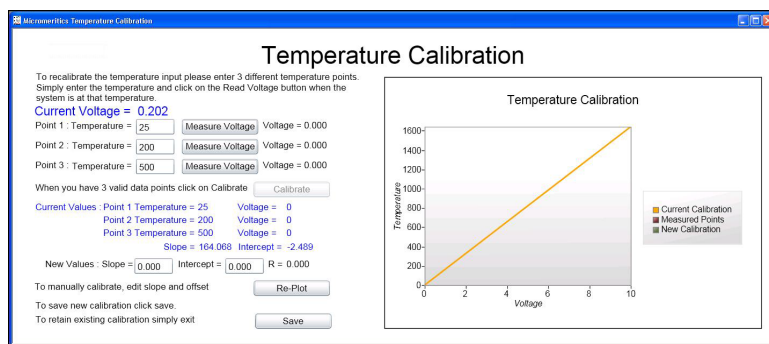 Micromeritics Temperature Calibration
Temperature Calibration
To recalibrate the temperature input please enter 3 different temperature points.
Simply enter the temperature and click on the Read Voltage button when the
system is at that temperature.
Current Voltage = 0.202
Point 1 : Temperature = 25 Measure Voltage Voltage = 0.000
Point 2 : Temperature = 200 Measure Voltage Voltage = 0.000
Point 3 : Temperature = 500 Measure Voltage Voltage = 0.000
When you have 3 valid data points click on Calibrate Calibrate
Current Values : Point 1 Temperature = 25 Voltage = 0
Point 2 Temperature = 200 Voltage = 0
Point 3 Temperature = 500 Voltage = 0
Slope = 164.068 Intercept = -2.489
New Values : Slope = 0.000 Intercept = 0.000 R = 0.000
To manually calibrate, edit slope and offset Re-Plot
To save new calibration click save.
To retain existing calibration simply exit Save
Temperature Calibration
Temperature
1600
1400
1200
1000
800
600
400
200
0
0 2 4 6 8 10
Voltage
Current Calibration
Measured Points
New Calibration